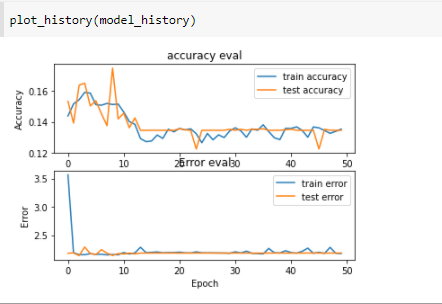 plot_history(model_history)
accuracy eval
train accuracy
test accuracy
Accuracy
0.16
0.14
0.12
0 10 20 30 40 50
Error eval
train error
test error
Error
3.5
3.0
2.5
0 10 20 30 40 50
Epoch